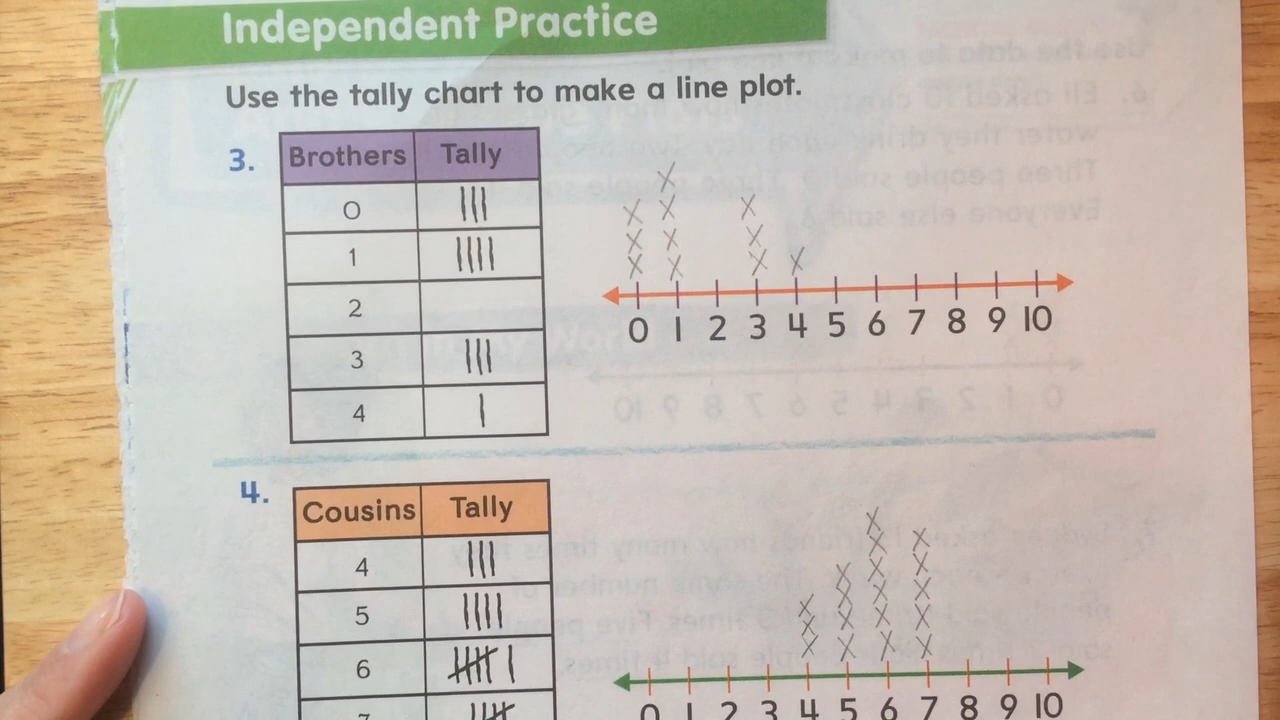 Independent Practice
Use the tally chart to make a line plot.
3.
Brothers Tally
0 |||
1 ||||
2
3 |||
4 |
X
X X X
X X X
X X X X
0 1 2 3 4 5 6 7 8 9 10
4.
Cousins Tally
4 |||
5 ||||
6 |||| |
7
0 1 2 3 4 5 6 7 8 9 10